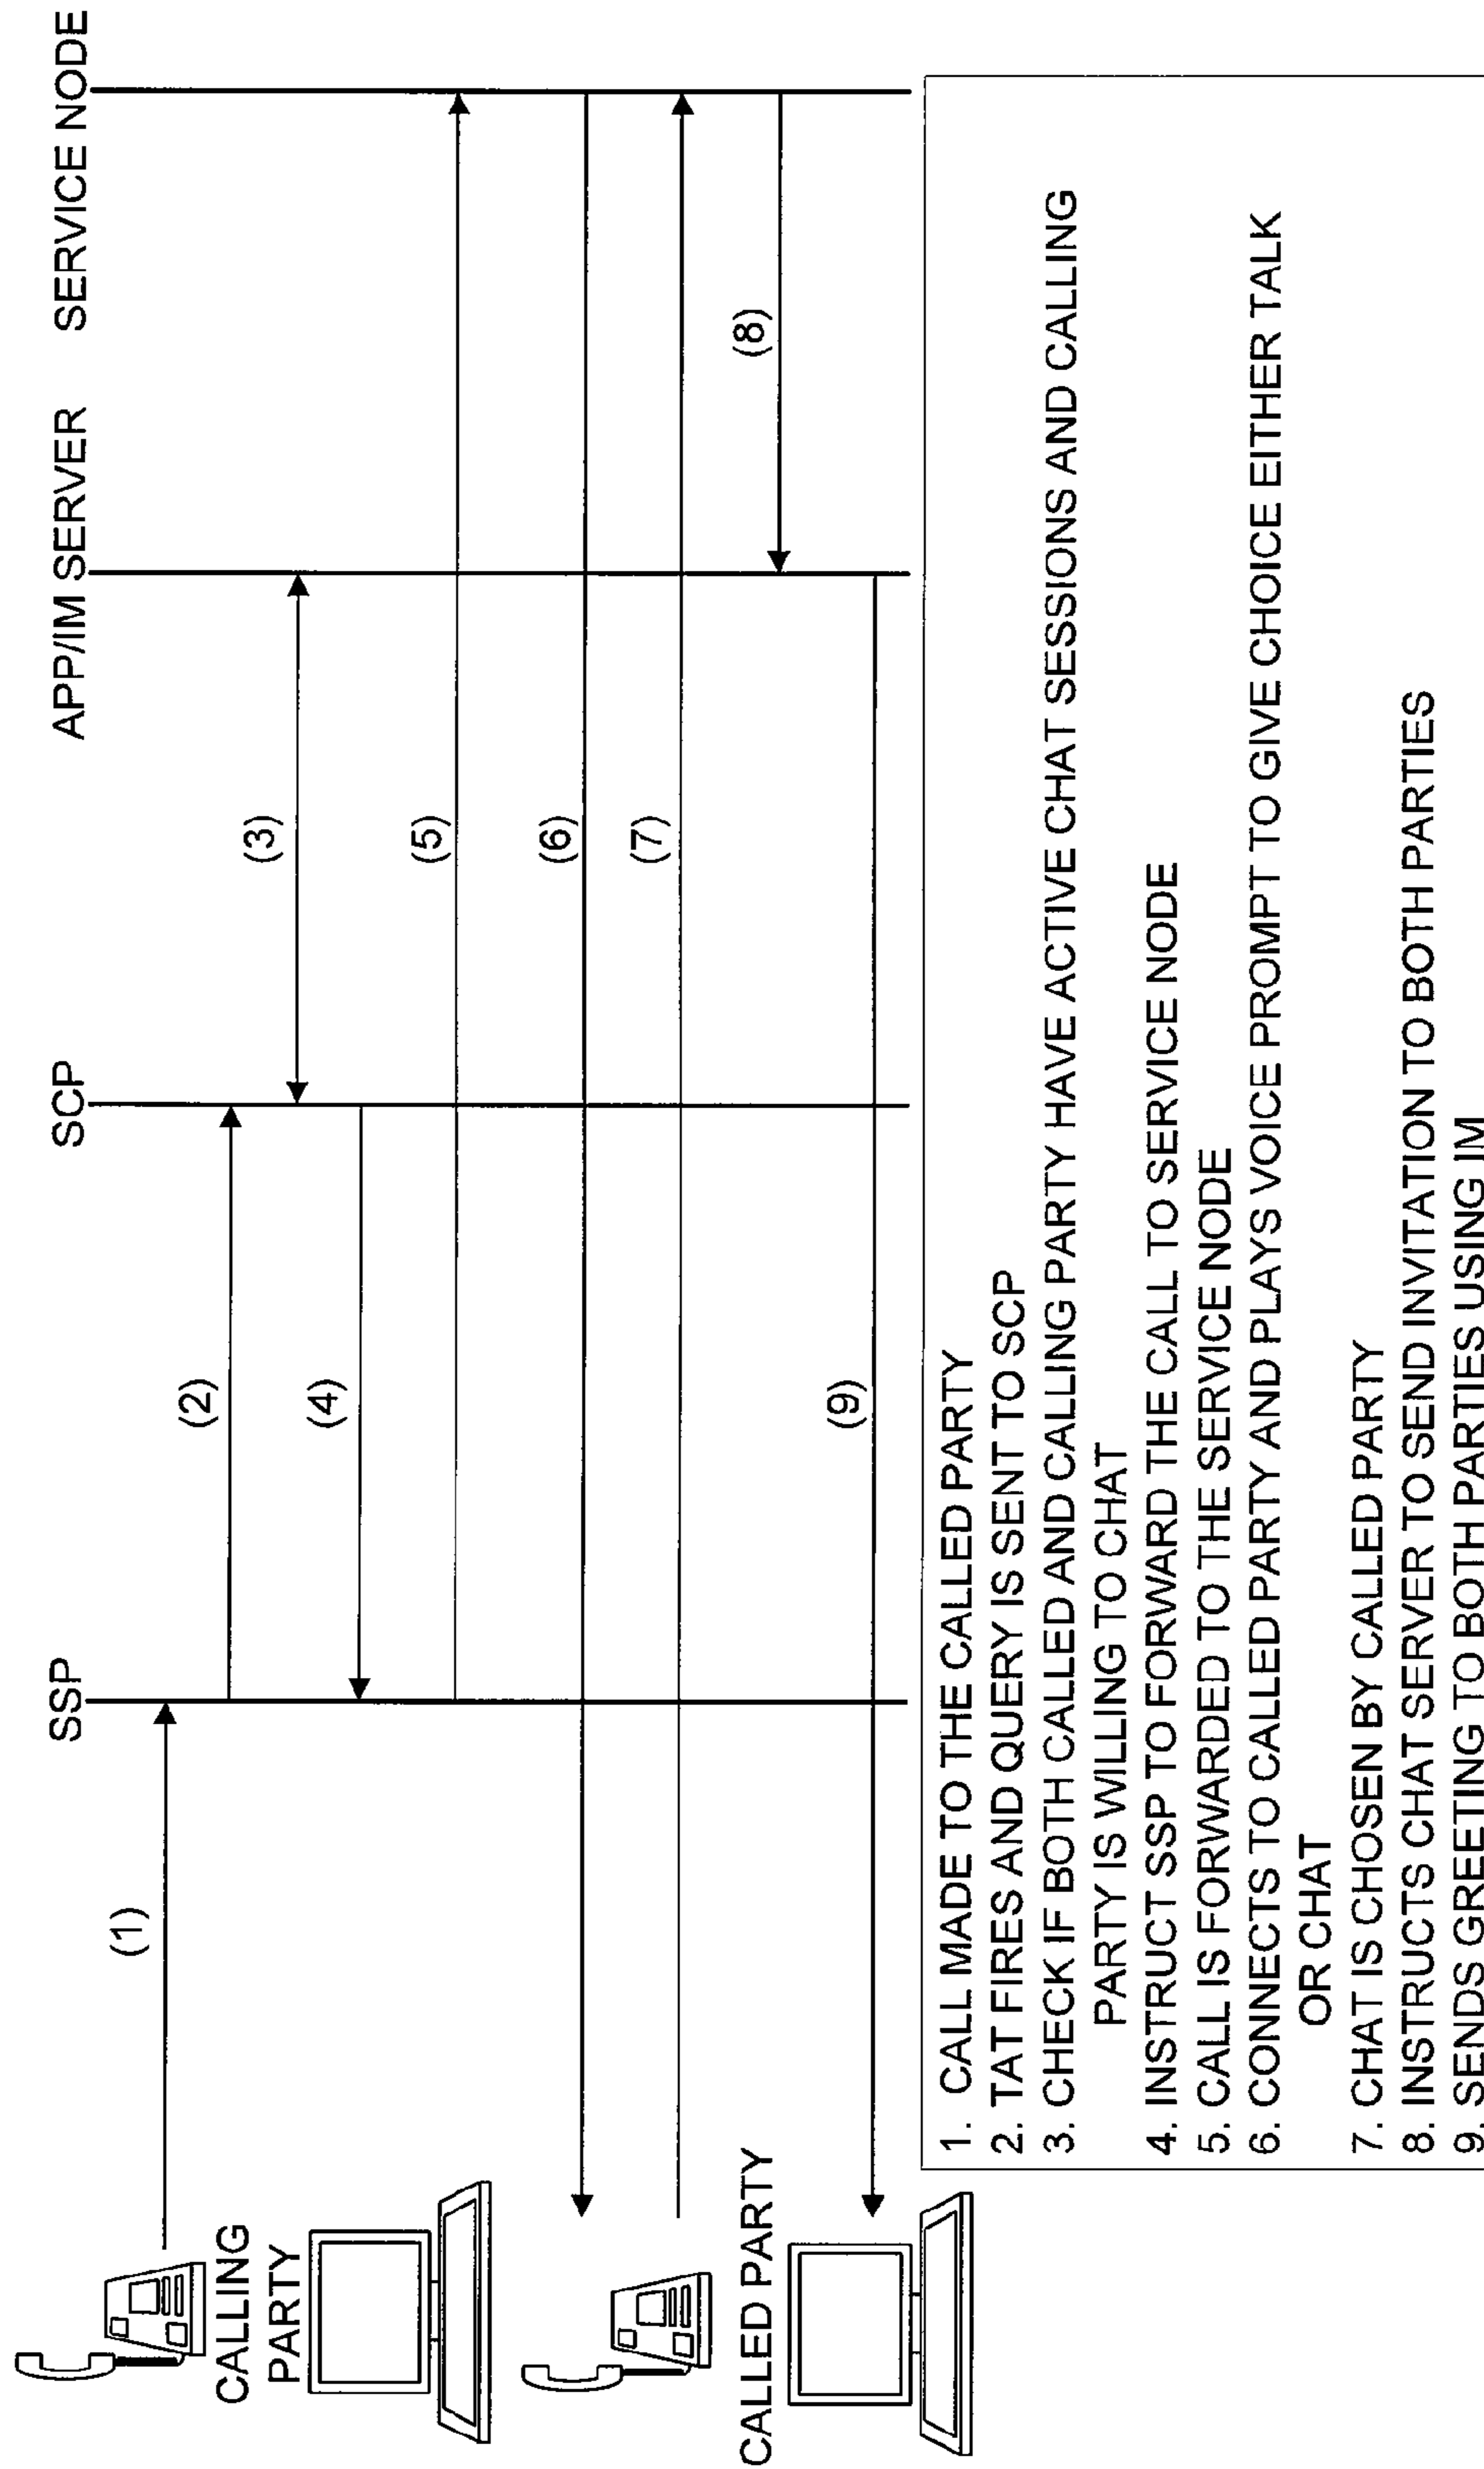 SSP
SCP
APP/IM SERVER
SERVICE NODE
(1)
(2)
(3)
(4)
(5)
(6)
(7)
(8)
(9)
CALLING
PARTY
CALLED PARTY
1. CALL MADE TO THE CALLED PARTY
2. TAT FIRES AND QUERY IS SENT TO SCP
3. CHECK IF BOTH CALLED AND CALLING PARTY HAVE ACTIVE CHAT SESSIONS AND CALLING
PARTY IS WILLING TO CHAT
4. INSTRUCT SSP TO FORWARD THE CALL TO SERVICE NODE
5. CALL IS FORWARDED TO THE SERVICE NODE
6. CONNECTS TO CALLED PARTY AND PLAYS VOICE PROMPT TO GIVE CHOICE EITHER TALK
OR CHAT
7. CHAT IS CHOSEN BY CALLED PARTY
8. INSTRUCTS CHAT SERVER TO SEND INVITATION TO BOTH PARTIES
9. SENDS GREETING TO BOTH PARTIES USING IM